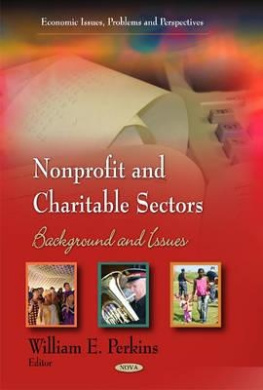 Economic Issues, Problems and Perspectives
Nonprofit and
Charitable Sectors
Background and Issues
William E. Perkins
Editor
NOVA